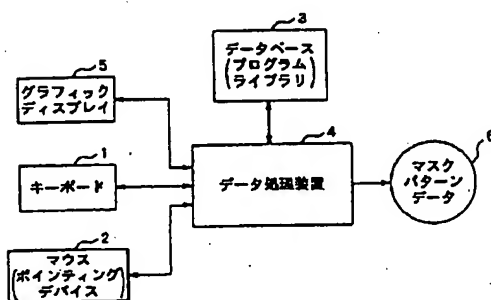 3
データベース
(プログラム
ライブラリ)
5
グラフィック
ディスプレイ
4
データ処理装置
1
キーボード
6
マスク
パターン
データ
2
マウス
(ポインティング
デバイス)